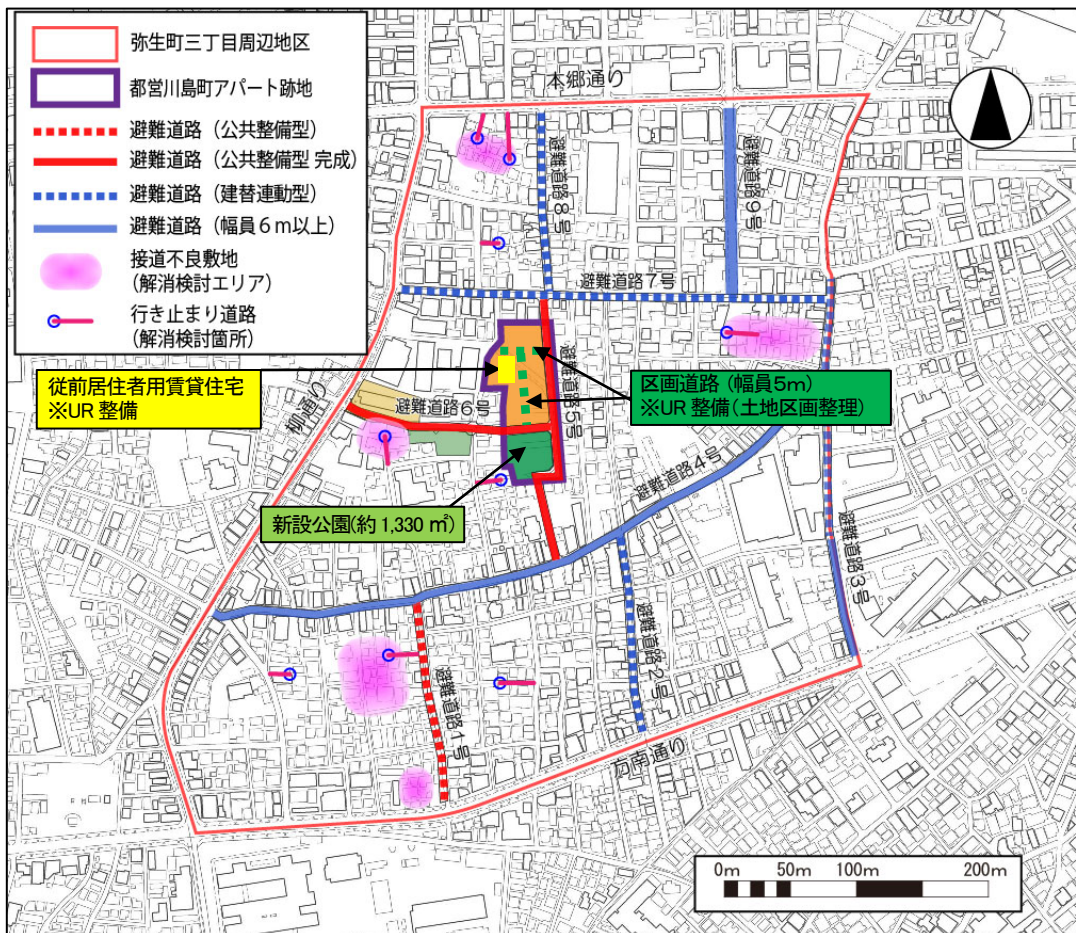 弥生町三丁目周辺地区
都営川島町アパート跡地
避難道路（公共整備型）
避難道路（公共整備型 完成）
避難道路（建替連動型）
避難道路（幅員６ｍ以上）
接道不良敷地
（解消検討エリア）
行き止まり道路
（解消検討箇所）
本郷通り
避難道路8号
避難道路9号
避難道路7号
従前居住者用賃貸住宅
※UR 整備
区画道路（幅員5m）
※UR 整備（土地区画整理）
柳通り
避難道路6号
避難道路5号
避難道路4号
新設公園(約 1,330 ㎡)
避難道路3号
避難道路2号
避難道路1号
方南通り
0m 50m 100m 200m